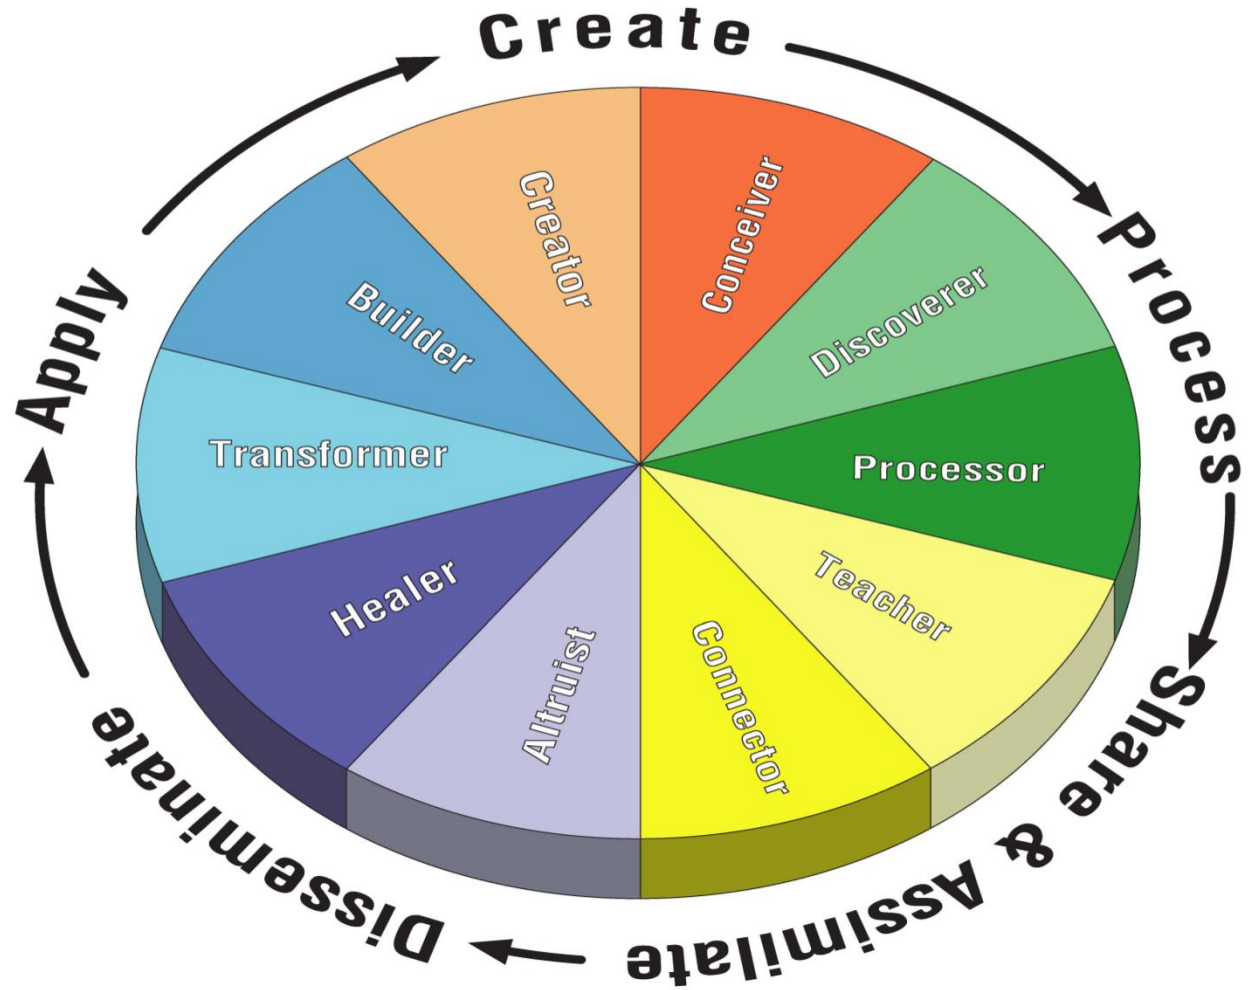 Create
Process
Share & Assimilate
Disseminate
Apply
Creator
Conceiver
Discoverer
Processor
Teacher
Connector
Altruist
Healer
Transformer
Builder